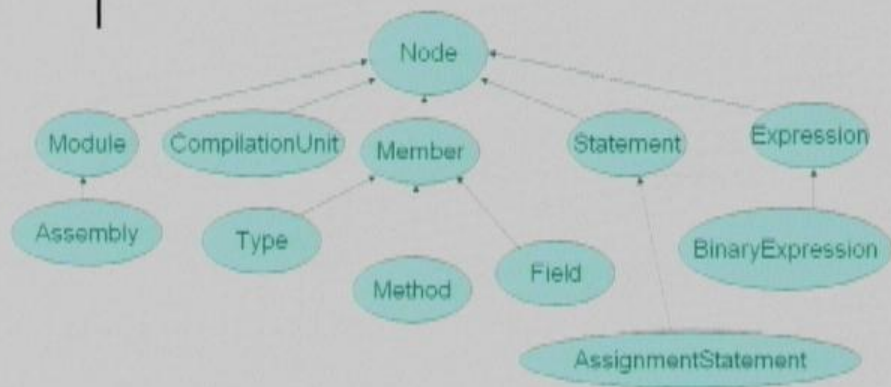 Node
Module
CompilationUnit
Member
Statement
Expression
Assembly
Type
Method
Field
BinaryExpression
AssignmentStatement